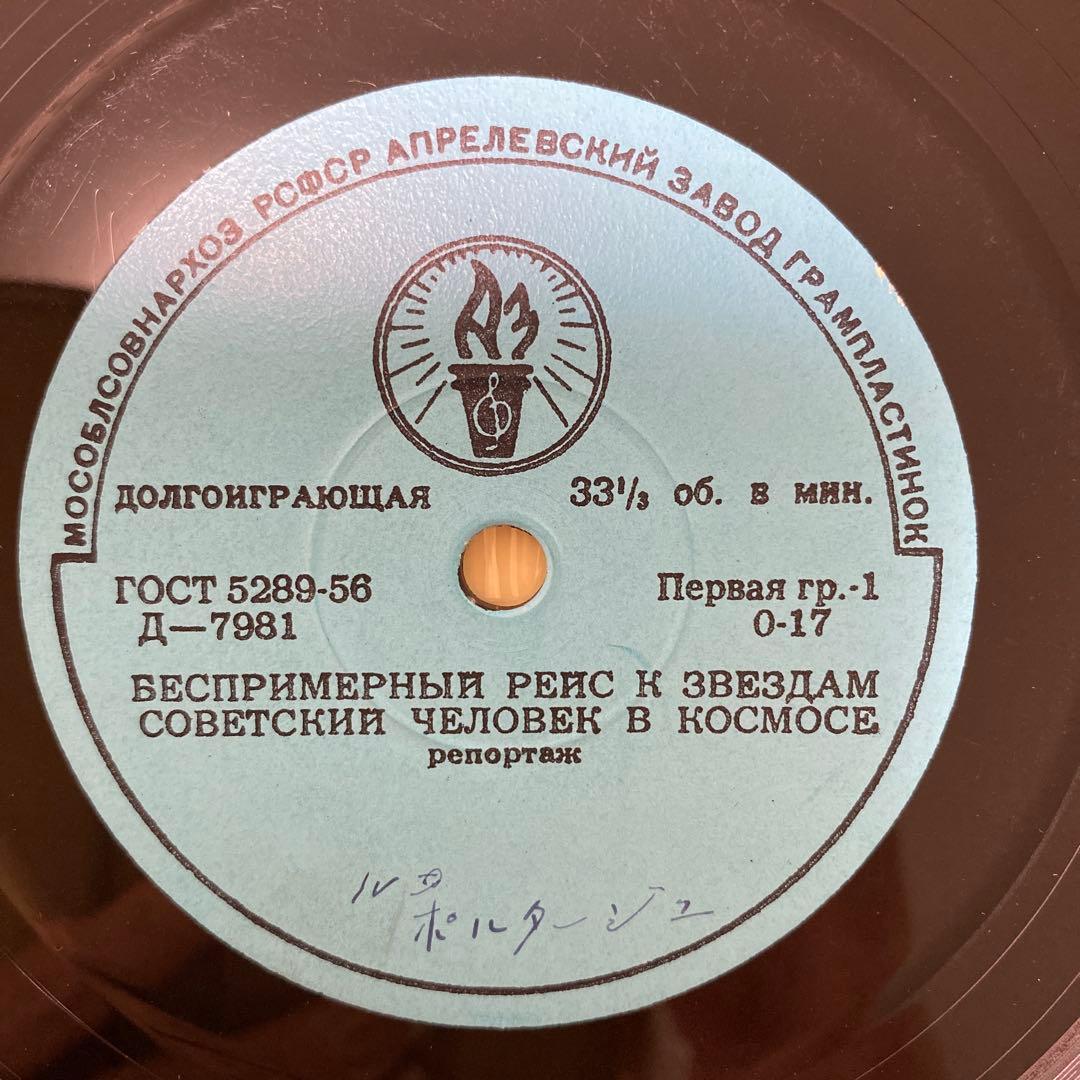 МОСОБЛСОВНАРХОЗ РСФСР АПРЕЛЕВСКИЙ ЗАВОД ГРАМПЛАСТИНОК
АЗ
ДОЛГОИГРАЮЩАЯ 33⅓ об. в мин.
ГОСТ 5289-56 Первая гр.-1
Д—7981 0-17
БЕСПРИМЕРНЫЙ РЕЙС К ЗВЕЗДАМ
СОВЕТСКИЙ ЧЕЛОВЕК В КОСМОСЕ
репортаж
ポルタージュ